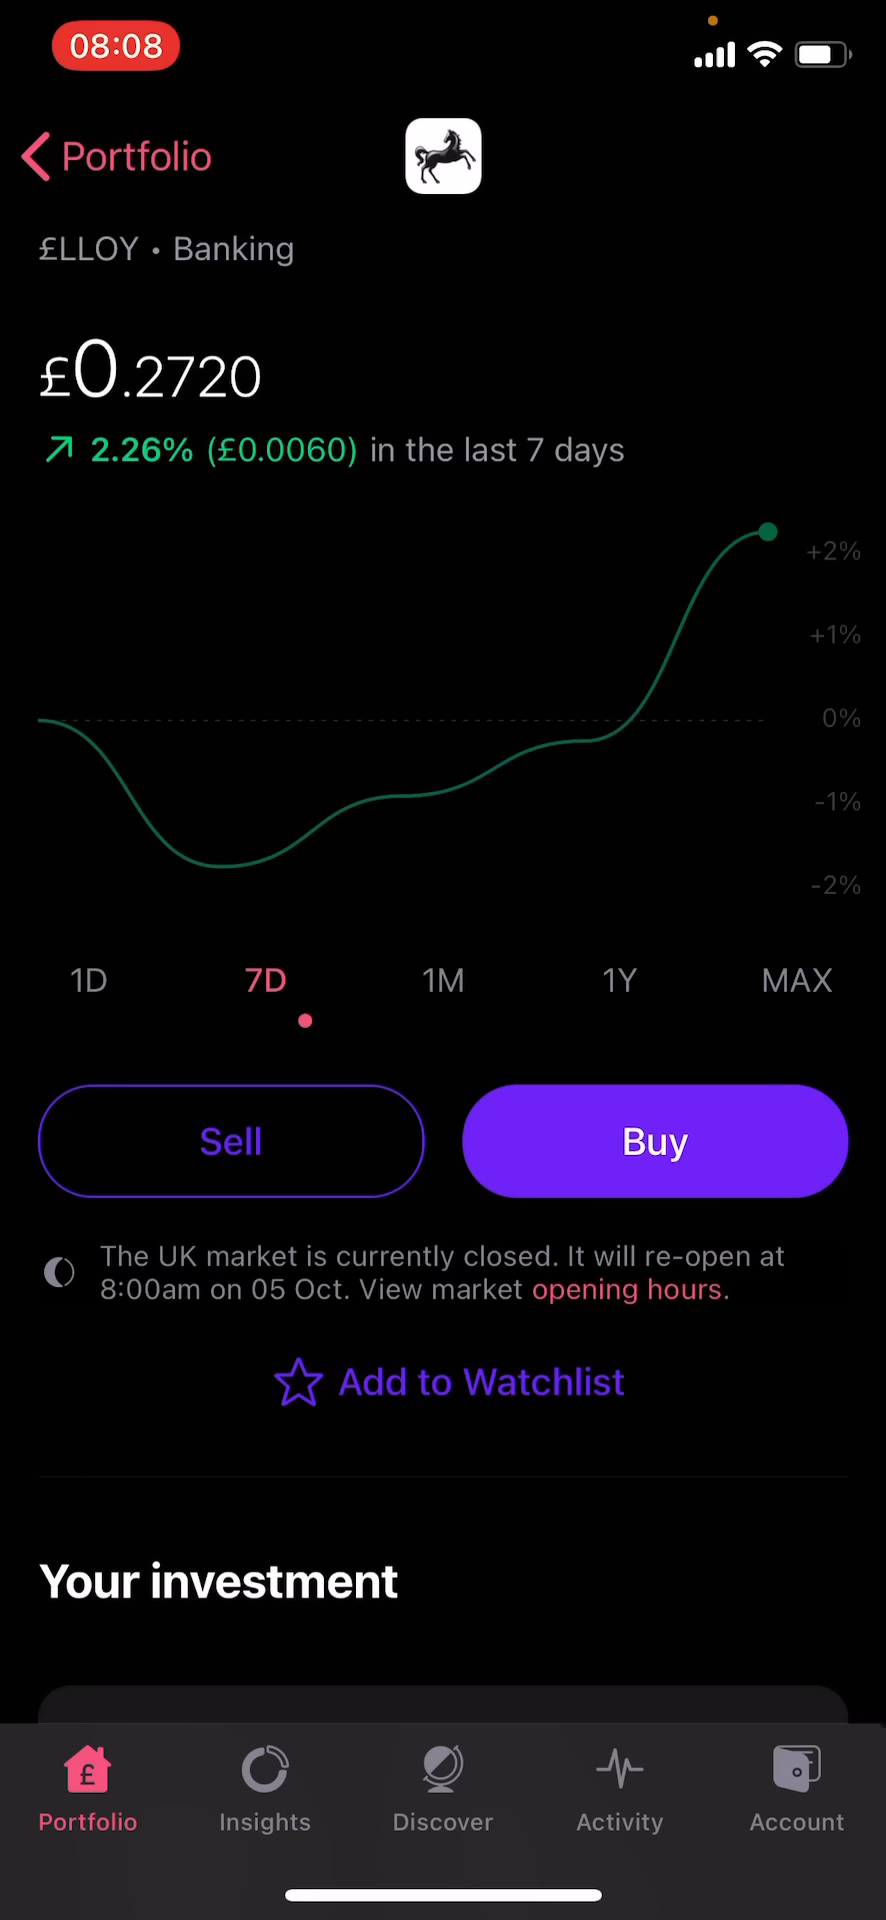 08:08
Portfolio
£LLOY • Banking
£0.2720
2.26% (£0.0060) in the last 7 days
+2%
+1%
0%
-1%
-2%
1D 7D 1M 1Y MAX
Sell Buy
The UK market is currently closed. It will re-open at
8:00am on 05 Oct. View market opening hours.
Add to Watchlist
Your investment
£
Portfolio Insights Discover Activity Account